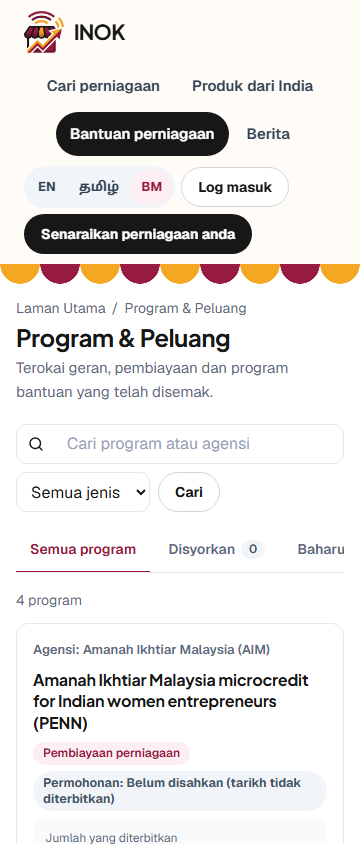 INOK
Cari perniagaan
Produk dari India
Bantuan perniagaan
Berita
EN
தமிழ்
BM
Log masuk
Senaraikan perniagaan anda
Laman Utama / Program & Peluang
Program & Peluang
Terokai geran, pembiayaan dan program
bantuan yang telah disemak.
Cari program atau agensi
Semua jenis
Cari
Semua program
Disyorkan 0
Baharu
4 program
Agensi: Amanah Ikhtiar Malaysia (AIM)
Amanah Ikhtiar Malaysia microcredit
for Indian women entrepreneurs
(PENN)
Pembiayaan perniagaan
Permohonan: Belum disahkan (tarikh tidak
diterbitkan)
Jumlah yang diterbitkan